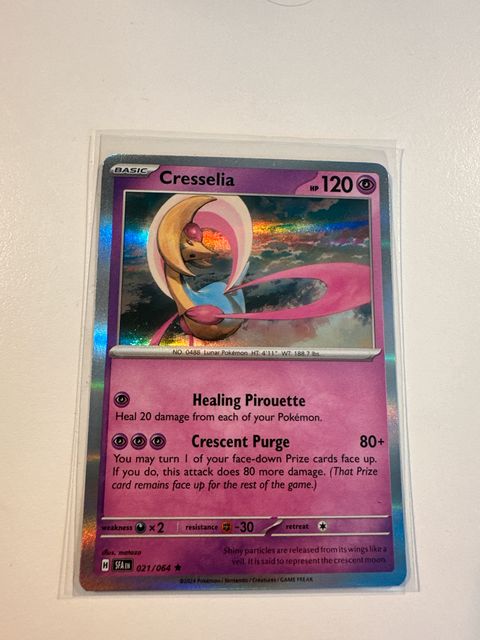 BASIC Cresselia HP 120
NO. 0488 Lunar Pokémon HT: 4'11" WT: 188.7 lbs.
Healing Pirouette
Heal 20 damage from each of your Pokémon.
Crescent Purge 80+
You may turn 1 of your face-down Prize cards face up.
If you do, this attack does 80 more damage. (That Prize
card remains face up for the rest of the game.)
weakness ×2 resistance -30 retreat
illus. matazo
Shiny particles are released from its wings like a
veil. It is said to represent the crescent moon.
H SFA EN 021/064 ★
©2024 Pokémon / Nintendo / Creatures / GAME FREAK